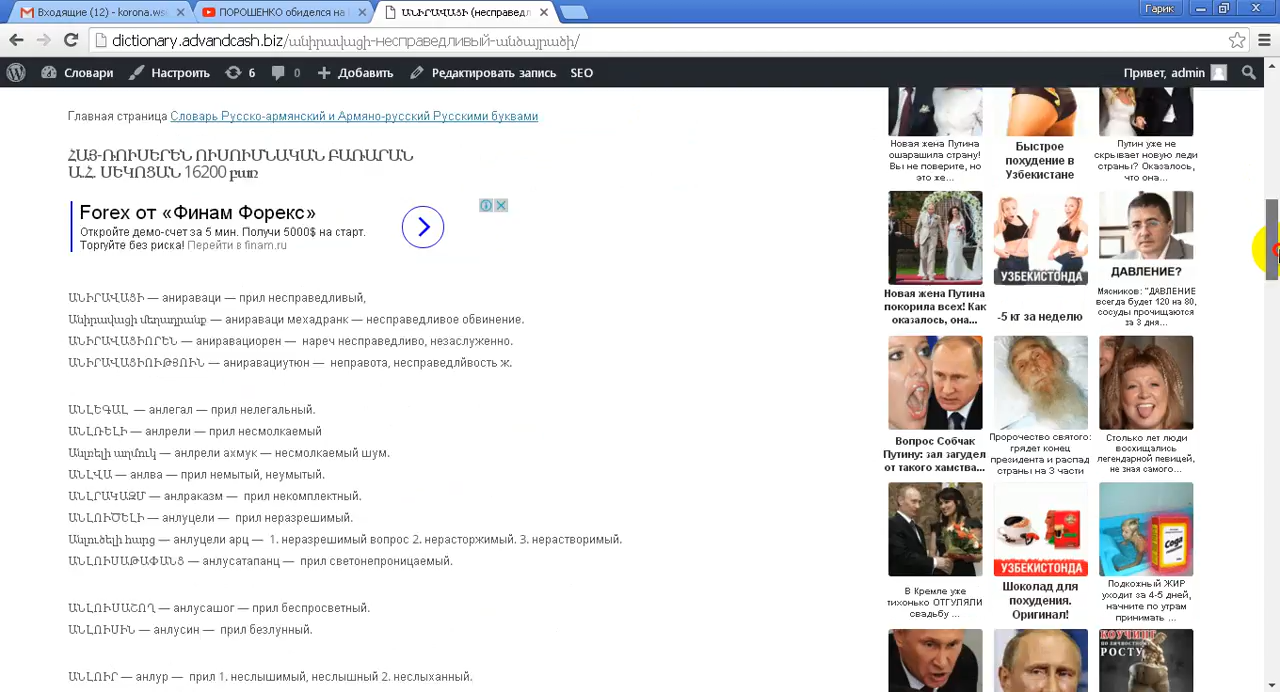 Входящие (12) - korona.wsd
ПОРОШЕНКО обиделся на
ԱՆԻՐԱՎԱՑԻ (несправедл
Гарик
dictionary.advandcash.biz/անիրավացի-несправедливый-անծայրածի/
Словари
Настроить
6
0
Добавить
Редактировать запись
SEO
Привет, admin
Главная страница Словарь Русско-армянский и Армяно-русский Русскими буквами
ՀԱՅ-ՌՈՒՍԵՐԵՆ ՈՒՍՈՒՄՆԱԿԱՆ ԲԱՌԱՐԱՆ
Ա.Հ. ՍԵԿՈՅԱՆ 16200 բառ
Forex от «Финам Форекс»
Откройте демо-счет за 5 мин. Получи 5000$ на старт.
Торгуйте без риска! Перейти в finam.ru
ԱՆԻՐԱՎԱՑԻ — анираваци — прил несправедливый,
Անիրավացի մեղադրանք — анираваци мехадранк — несправедливое обвинение.
ԱՆԻՐԱՎԱՑԻՈՐԵՆ — аниравациорен — нареч несправедливо, незаслуженно.
ԱՆԻՐԱՎԱՑԻՈՒԹՅՈՒՆ — аниравациутюн — неправота, несправедлйвость ж.
ԱՆԼԵԳԱԼ — анлегал — прил нелегальный.
ԱՆԼՌԵԼԻ — анлрели — прил несмолкаемый
Անլռելի աղմուկ — анлрели ахмук — несмолкаемый шум.
ԱՆԼՎԱ — анлва — прил немытый, неумытый.
ԱՆԼՐԱԿԱԶՄ — анлраказм — прил некомплектный.
ԱՆԼՈՒԾԵԼԻ — анлуцели — прил неразрешимый.
Անլուծելի հարց — анлуцели арц — 1. неразрешимый вопрос 2. нерасторжимый. 3. нерастворимый.
ԱՆԼՈՒՍԱԹԱՓԱՆՑ — анлусатапанц — прил светонепроницаемый.
ԱՆԼՈՒՍԱՇՈՂ — анлусашог — прил беспросветный.
ԱՆԼՈՒՍԻՆ — анлусин — прил безлунный.
ԱՆԼՈՒՐ — анлур — прил 1. неслышимый, неслышный 2. неслыханный.
Новая жена Путина
ошарашила страну!
Вы не поверите, но
это же...
Быстрое
похудение в
Узбекистане
Путин уже не
скрывает новую леди
страны? Оказалось,
что она...
Новая жена Путина
покорила всех! Как
оказалось, она...
УЗБЕКИСТОНДА
-5 кг за неделю
ДАВЛЕНИЕ?
Мясников: "ДАВЛЕНИЕ
всегда будет 120 на 80,
сосуды прочищаются
за 3 дня...
Вопрос Собчак
Путину: зал загудел
от такого хамства...
Пророчество святого:
грядет конец
президента и распад
страны на 3 части
Столько лет люди
восхищались
легендарной певицей,
не зная самого...
В Кремле уже
тихонько ОТГУЛЯЛИ
свадьбу ...
УЗБЕКИСТОНДА
Шоколад для
похудения.
Оригинал!
Сода
Подкожный ЖИР
уходит за 4-5 дней,
начните по утрам
принимать ...
КОУЧИНГ
РОСТУ